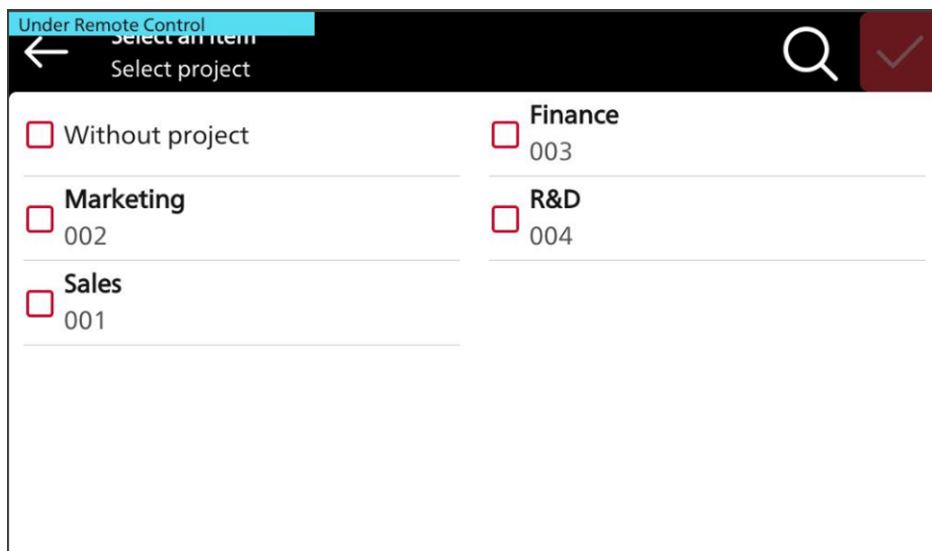 Under Remote Control
Select an item
Select project
Without project
Finance
003
Marketing
002
R&D
004
Sales
001